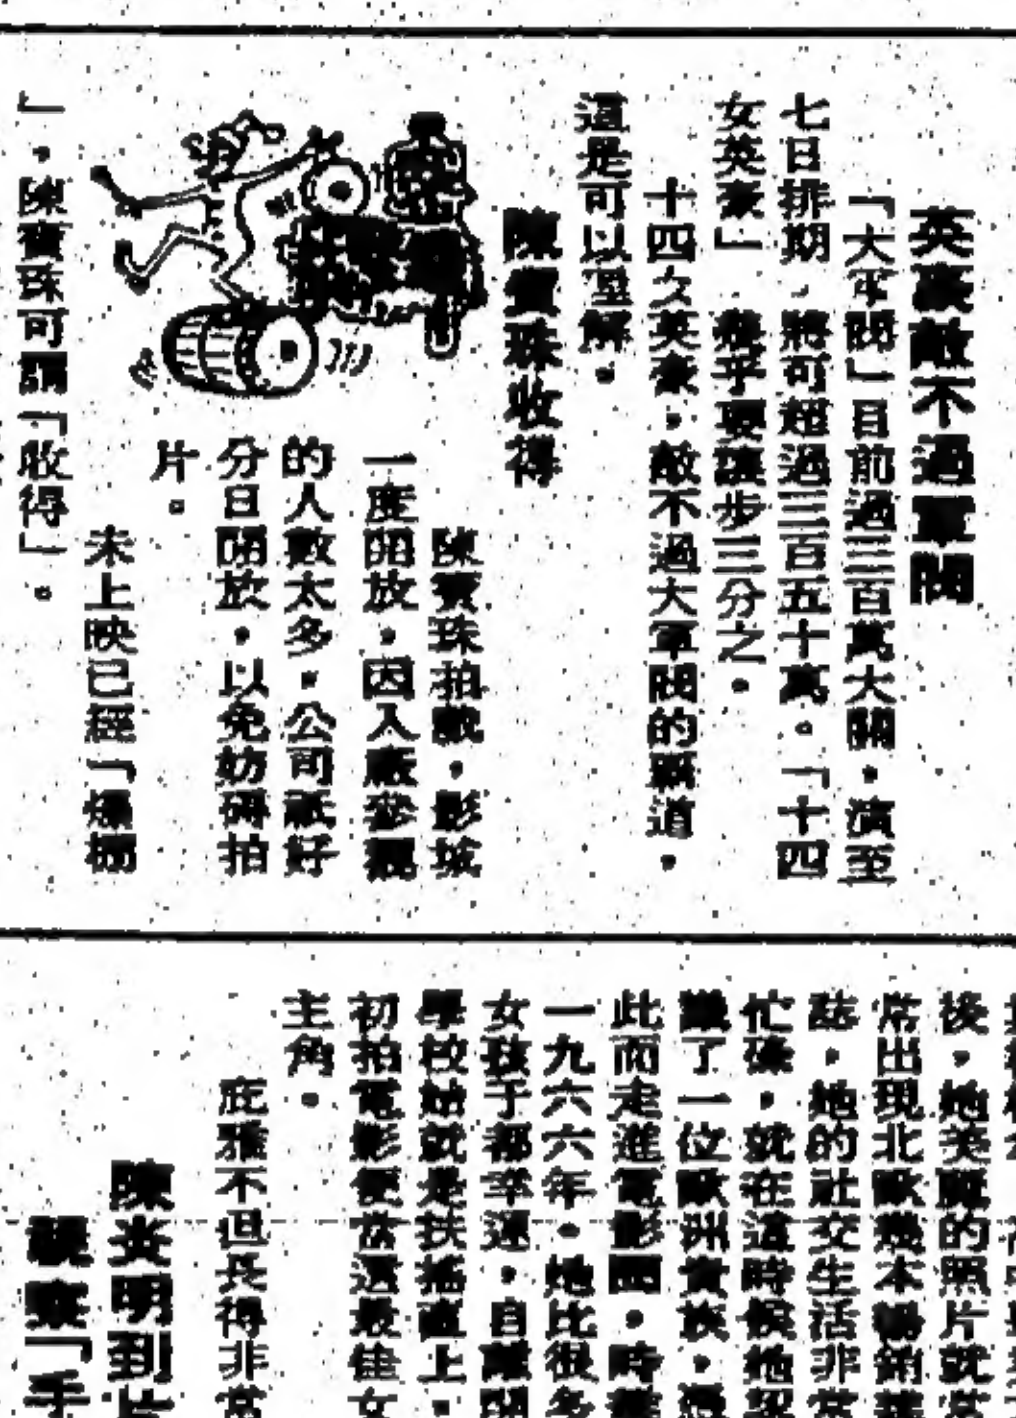 英豪敵不過軍閥
「大軍閥」目前過三百萬大關，演至
七日排期，將可超過三百五十萬。「十四
女英豪」，幾乎要讓步三分之。
十四女英豪，敵不過大軍閥的霸道，
這是可以理解。
陳寶珠收得
陳寶珠拍戲，影城
一度開放，因入廠參觀
的人數太多，公司祇好
分日開放，以免妨碍拍
片。
未上映已經「爆棚
」，陳寶珠可謂「收得」。
後，她美麗的照片就常
常出現北歐幾本暢銷雜
誌，她的社交生活非常
忙碌，就在這時候她認
識了一位歐洲貴族，
此而走進電影圈，時
一九六六年。她比很多
女孩子都幸運，自離開
學校始就是扶搖直上，
初拍電影便當選最佳女
主角。
庇雅不但長得非常
陳光明到片
「手